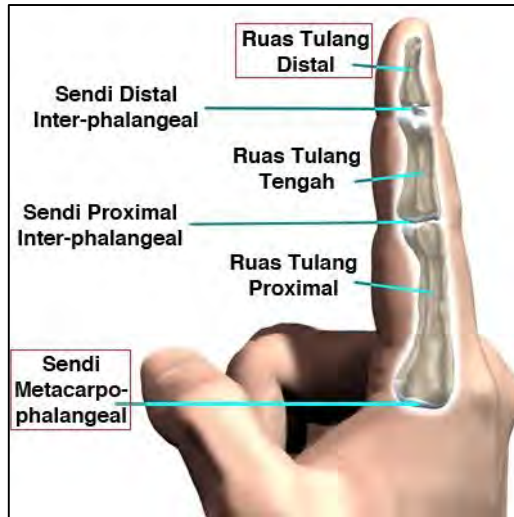 Ruas Tulang
Distal
Sendi Distal
Inter-phalangeal
Ruas Tulang
Tengah
Sendi Proximal
Inter-phalangeal
Ruas Tulang
Proximal
Sendi
Metacarpo-
phalangeal